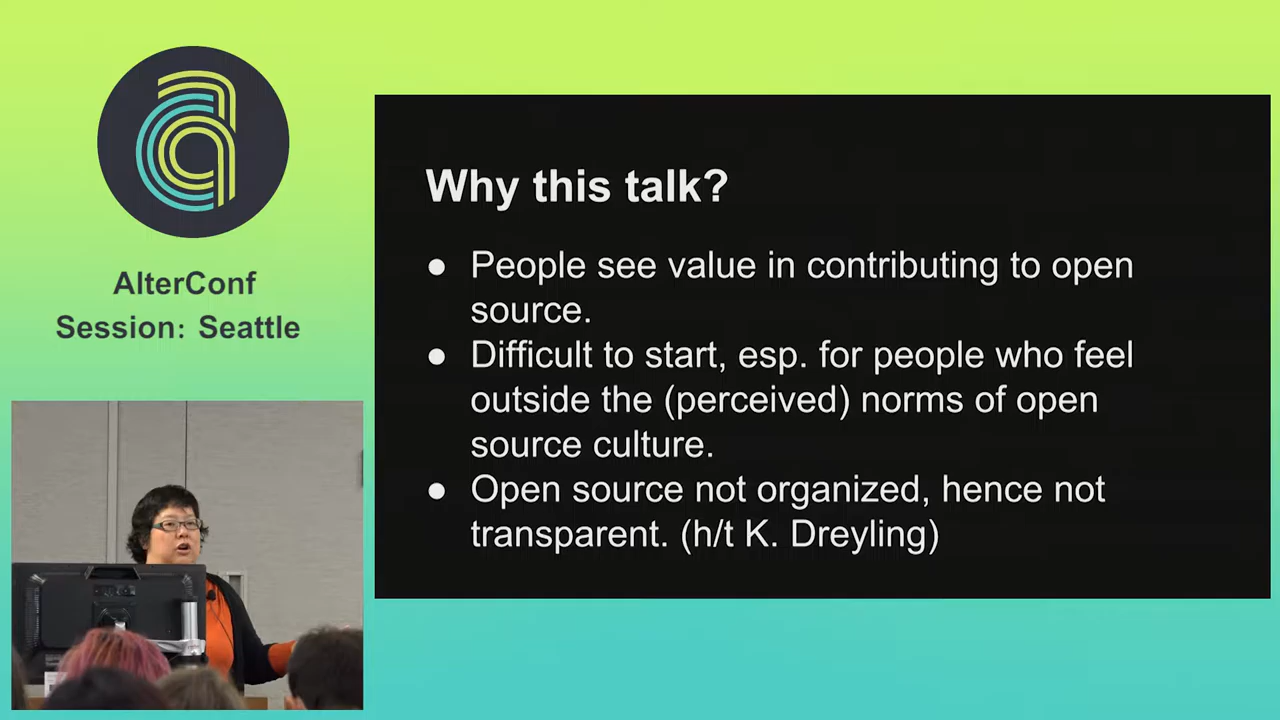 AlterConf
Session: Seattle
Why this talk?
● People see value in contributing to open
source.
● Difficult to start, esp. for people who feel
outside the (perceived) norms of open
source culture.
● Open source not organized, hence not
transparent. (h/t K. Dreyling)